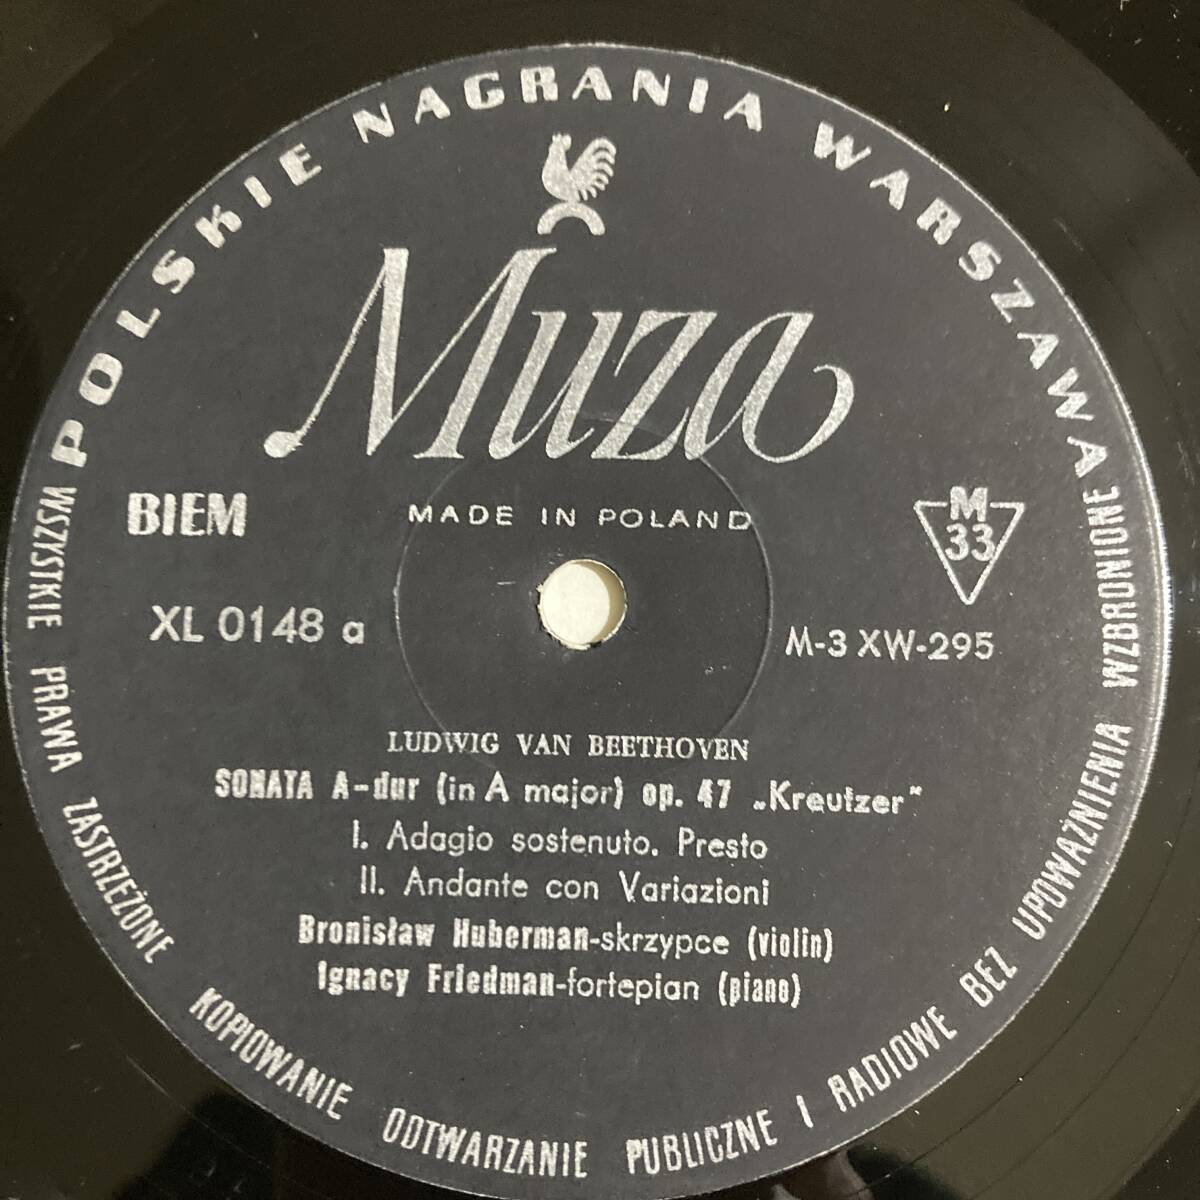 POLSKIE NAGRANIA WARSZAWA
Muza
BIEM
MADE IN POLAND
M
33
XL 0148 a
M-3 XW-295
LUDWIG VAN BEETHOVEN
SONATA A-dur (in A major) op. 47 „Kreutzer"
I. Adagio sostenuto. Presto
II. Andante con Variazioni
Bronisław Huberman-skrzypce (violin)
Ignacy Friedman-fortepian (piano)
WSZYSTKIE PRAWA ZASTRZEŻONE KOPIOWANIE ODTWARZANIE PUBLICZNE I RADIOWE BEZ UPOWAŻNIENIA WZBRONIONE